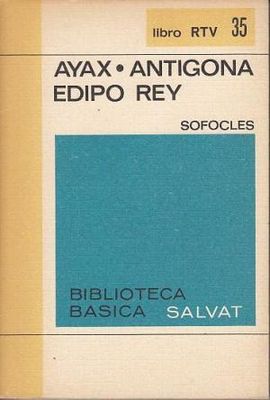 libro RTV 35
AYAX • ANTIGONA
EDIPO REY
SOFOCLES
BIBLIOTECA
BASICA SALVAT